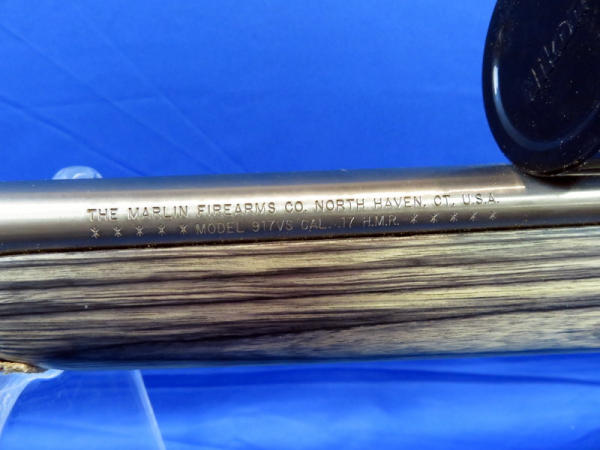 THE MARLIN FIREARMS CO. NORTH HAVEN, CT., U.S.A.
* * * * * MODEL 917VS CAL. .17 H.M.R. * * * * *